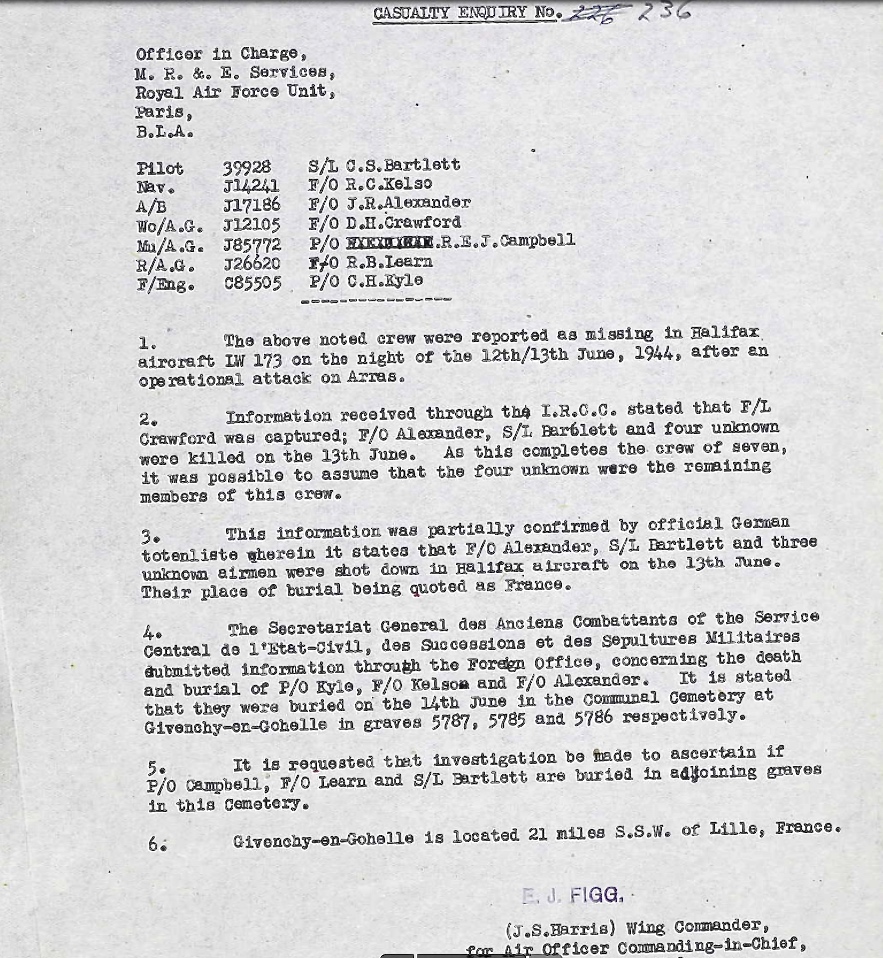 CASUALTY ENQUIRY No. 226 236
Officer in Charge,
M. R. &. E. Services,
Royal Air Force Unit,
Paris,
B.L.A.
Pilot 39928 S/L C.S.Bartlett
Nav. J14241 F/O R.C.Kelso
A/B J17186 F/O J.R.Alexander
Wo/A.G. J12105 F/O D.H.Crawford
Mu/A.G. J85772 P/O .R.E.J.Campbell
R/A.G. J26620 F/O R.B.Learn
F/Eng. C85505 P/O C.H.Kyle
----------------
1. The above noted crew were reported as missing in Halifax
aircraft LW 173 on the night of the 12th/13th June, 1944, after an
operational attack on Arras.
2. Information received through the I.R.C.C. stated that F/L
Crawford was captured; F/O Alexander, S/L Bartlett and four unknown
were killed on the 13th June. As this completes the crew of seven,
it was possible to assume that the four unknown were the remaining
members of this crew.
3. This information was partially confirmed by official German
totenliste wherein it states that F/O Alexander, S/L Bartlett and three
unknown airmen were shot down in Halifax aircraft on the 13th June.
Their place of burial being quoted as France.
4. The Secretariat General des Anciens Combattants of the Service
Central de l'Etat-Civil, des Successions et des Sepultures Militaires
submitted information through the Foreign Office, concerning the death
and burial of P/O Kyle, F/O Kelson and F/O Alexander. It is stated
that they were buried on the 14th June in the Communal Cemetery at
Givenchy-en-Gohelle in graves 5787, 5785 and 5786 respectively.
5. It is requested that investigation be made to ascertain if
P/O Campbell, F/O Learn and S/L Bartlett are buried in adjoining graves
in this Cemetery.
6. Givenchy-en-Gohelle is located 21 miles S.S.W. of Lille, France.
E. J. FIGG.
(J.S.Harris) Wing Commander,
for Air Officer Commanding-in-Chief,